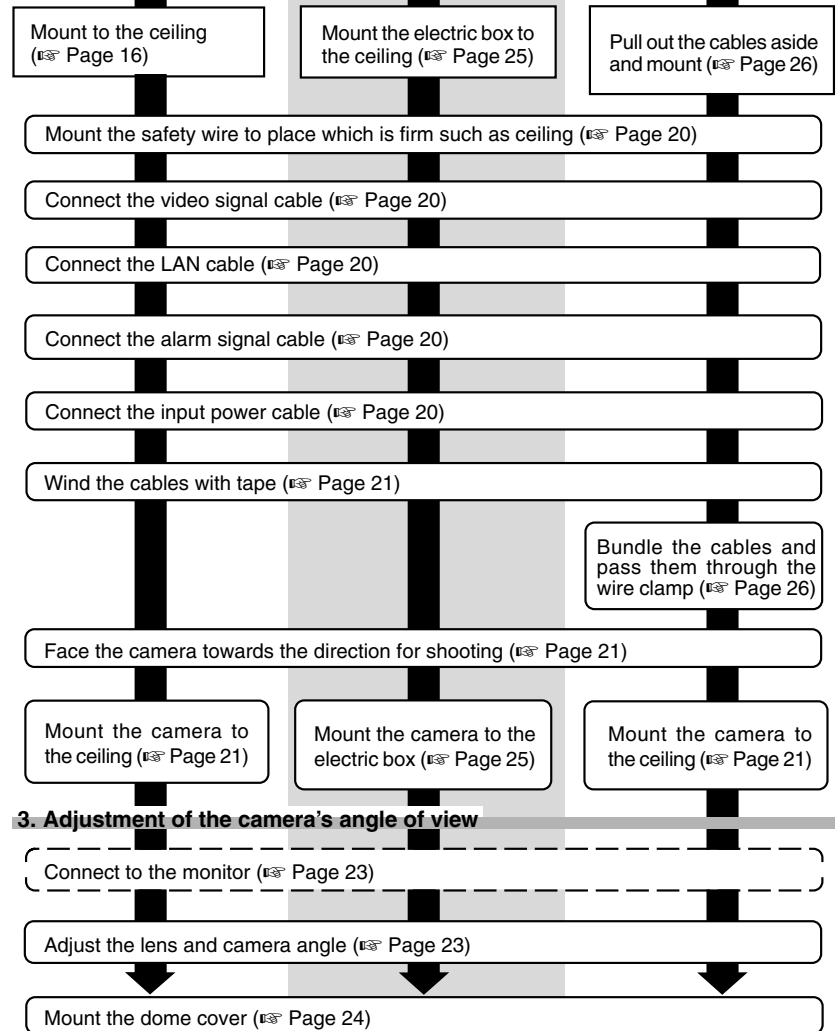 Mount to the ceiling
(☞ Page 16)
Mount the electric box to
the ceiling (☞ Page 25)
Pull out the cables aside
and mount (☞ Page 26)
Mount the safety wire to place which is firm such as ceiling (☞ Page 20)
Connect the video signal cable (☞ Page 20)
Connect the LAN cable (☞ Page 20)
Connect the alarm signal cable (☞ Page 20)
Connect the input power cable (☞ Page 20)
Wind the cables with tape (☞ Page 21)
Bundle the cables and
pass them through the
wire clamp (☞ Page 26)
Face the camera towards the direction for shooting (☞ Page 21)
Mount the camera to
the ceiling (☞ Page 21)
Mount the camera to the
electric box (☞ Page 25)
Mount the camera to
the ceiling (☞ Page 21)
3. Adjustment of the camera's angle of view
Connect to the monitor (☞ Page 23)
Adjust the lens and camera angle (☞ Page 23)
Mount the dome cover (☞ Page 24)